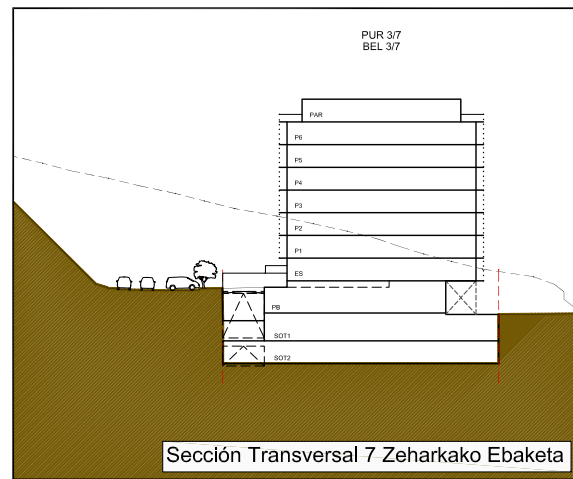 PUR 3/7
BEL 3/7
PAR
P6
P5
P4
P3
P2
P1
ES
PB
SOT1
SOT2
Sección Transversal 7 Zeharkako Ebaketa